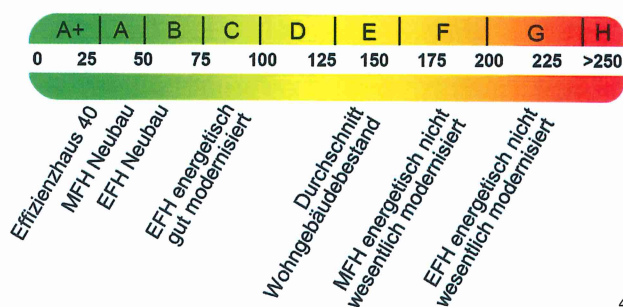 A+ A B C D E F G H
0 25 50 75 100 125 150 175 200 225 >250
Effizienzhaus 40
MFH Neubau
EFH Neubau
EFH energetisch
gut modernisiert
Durchschnitt
Wohngebäudebestand
MFH energetisch nicht
wesentlich modernisiert
EFH energetisch nicht
wesentlich modernisiert